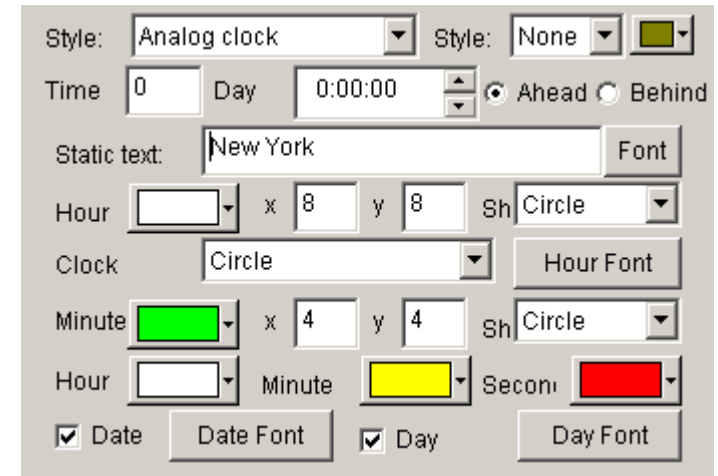 Style: Analog clock Style: None
Time 0 Day 0:00:00 Ahead Behind
Static text: New York Font
Hour x 8 y 8 Sh Circle
Clock Circle Hour Font
Minute x 4 y 4 Sh Circle
Hour Minute Secon
Date Date Font Day Day Font